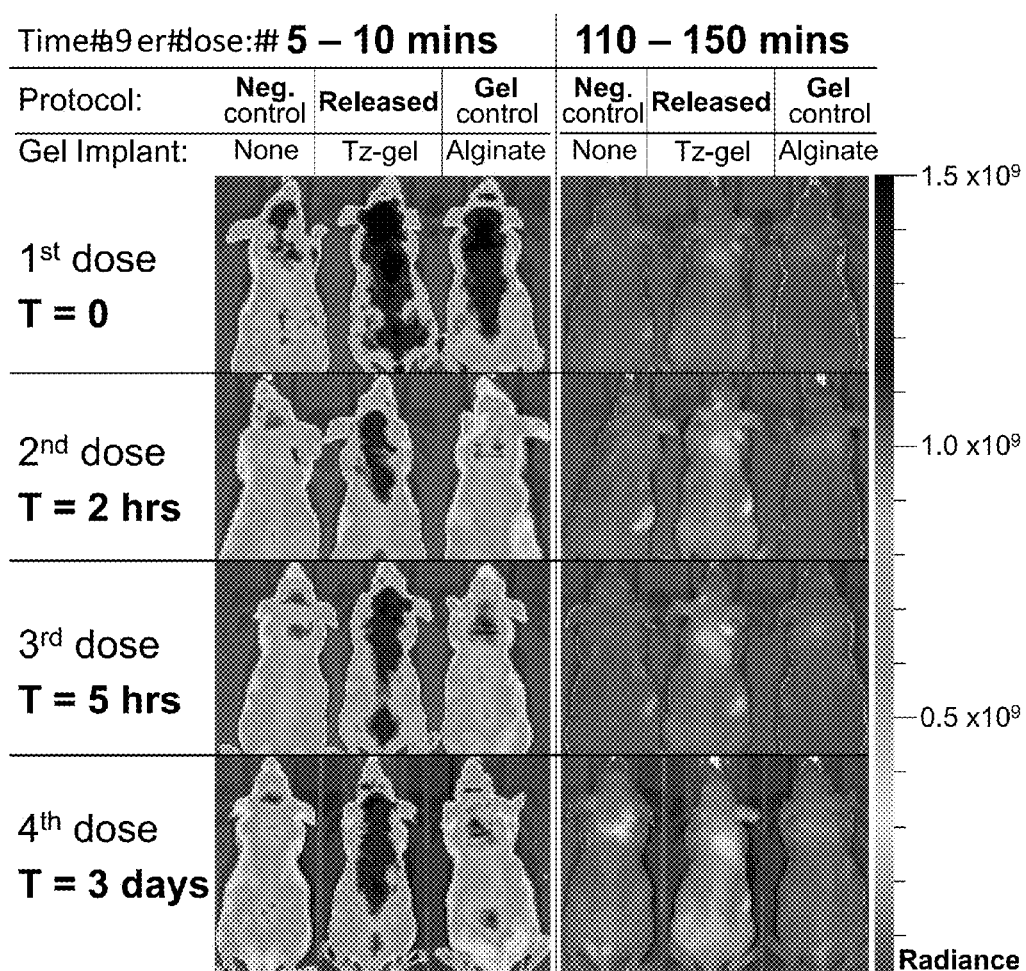 Time#a9er#dose:# 5 – 10 mins 110 – 150 mins
Protocol: Neg. control Released Gel control Neg. control Released Gel control
Gel Implant: None Tz-gel Alginate None Tz-gel Alginate
1.5 x10⁹
1st dose
T = 0
2nd dose
1.0 x10⁹
T = 2 hrs
3rd dose
T = 5 hrs
0.5 x10⁹
4th dose
T = 3 days
Radiance